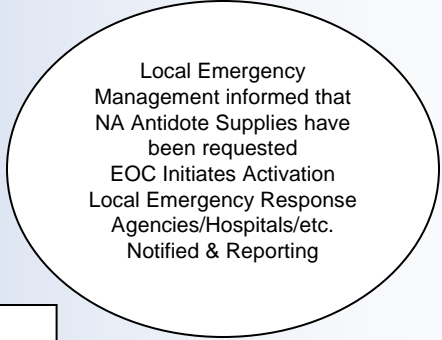 Local Emergency
Management informed that
NA Antidote Supplies have
been requested
EOC Initiates Activation
Local Emergency Response
Agencies/Hospitals/etc.
Notified & Reporting